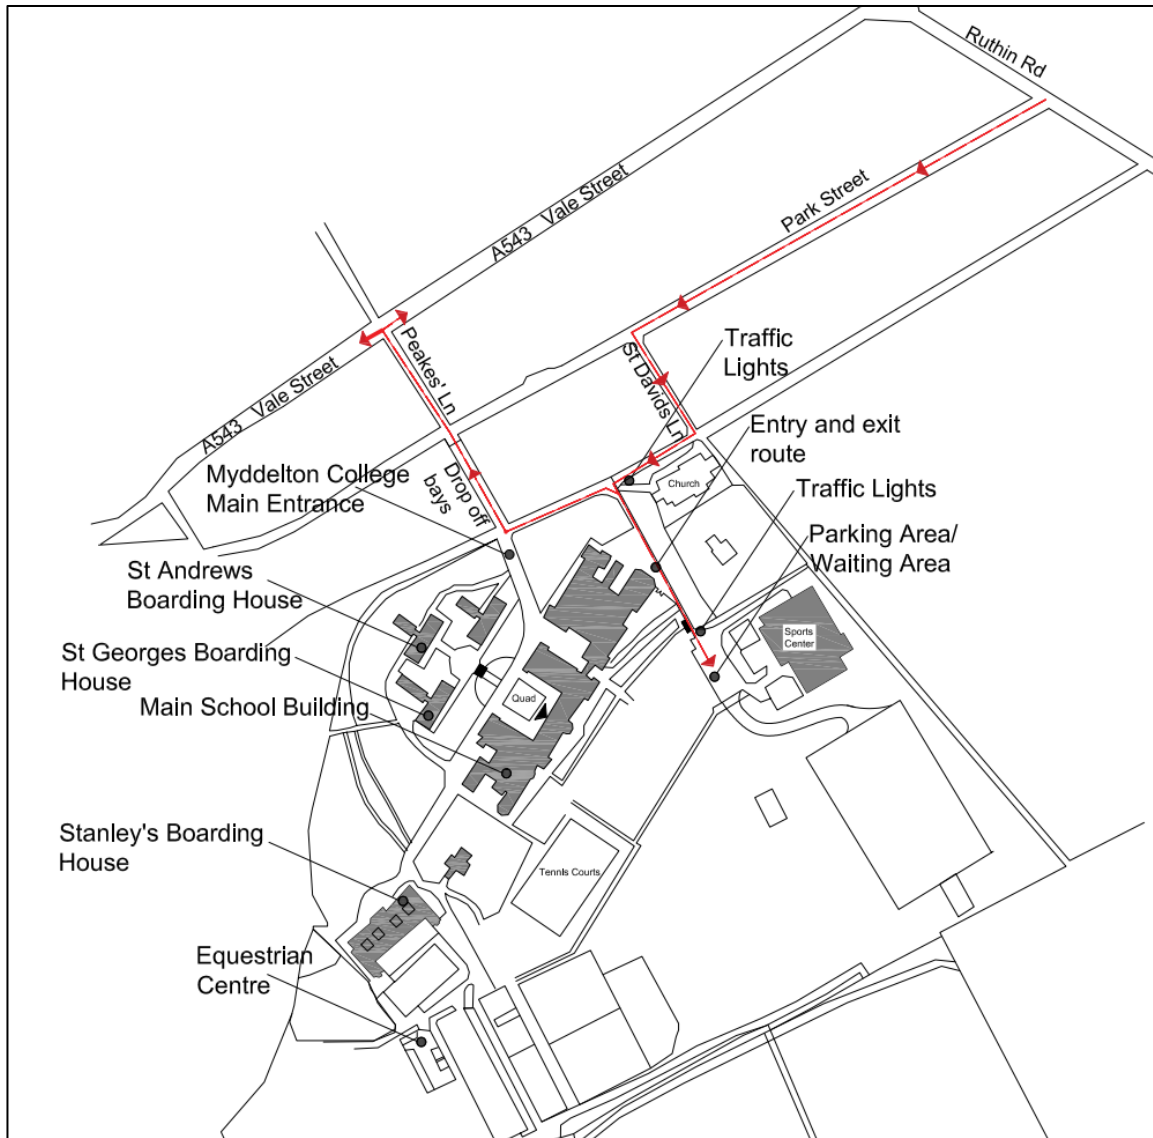 Ruthin Rd
A543 Vale Street
Park Street
Peakes' Ln
St Davids Ln
Traffic
Lights
A543 Vale Street
Entry and exit
route
Myddelton College
Main Entrance
Drop off
bays
Church
Traffic Lights
Parking Area/
Waiting Area
St Andrews
Boarding House
St Georges Boarding
House
Sports
Center
Main School Building
Quad
Stanley's Boarding
House
Tennis Courts
Equestrian
Centre